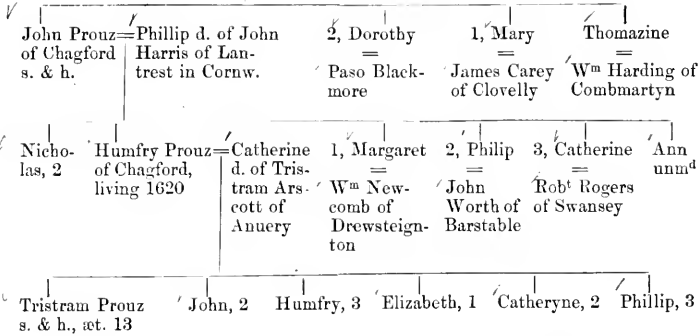 John Prouz=Phillip d. of John 2, Dorothy 1, Mary Thomazine
of Chagford Harris of Lan- = = =
s. & h. trest in Cornw. Paso Black- James Carey Wm Harding of
more of Clovelly Combmartyn
Nicho- Humfry Prouz=Catherine 1, Margaret 2, Philip 3, Catherine Ann
las, 2 of Chagford, d. of Tris- = = = unmd
living 1620 tram Ars- Wm New- John Robt Rogers
cott of comb of Worth of of Swansey
Anuery Drewsteign- Barstable
ton
Tristram Prouz John, 2 Humfry, 3 Elizabeth, 1 Catheryne, 2 Phillip, 3
s. & h., æt. 13